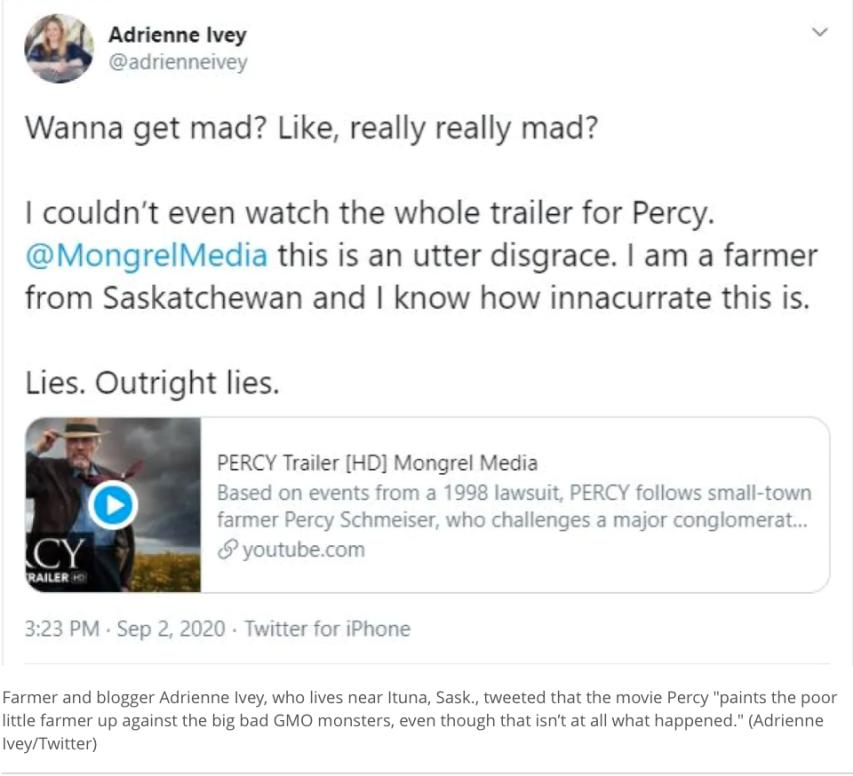 Adrienne Ivey
@adrienneivey
Wanna get mad? Like, really really mad?
I couldn't even watch the whole trailer for Percy.
@MongrelMedia this is an utter disgrace. I am a farmer
from Saskatchewan and I know how innacurrate this is.
Lies. Outright lies.
CY
RAILER HD
PERCY Trailer [HD] Mongrel Media
Based on events from a 1998 lawsuit, PERCY follows small-town
farmer Percy Schmeiser, who challenges a major conglomerat...
youtube.com
3:23 PM · Sep 2, 2020 · Twitter for iPhone
Farmer and blogger Adrienne Ivey, who lives near Ituna, Sask., tweeted that the movie Percy "paints the poor
little farmer up against the big bad GMO monsters, even though that isn't at all what happened." (Adrienne
Ivey/Twitter)